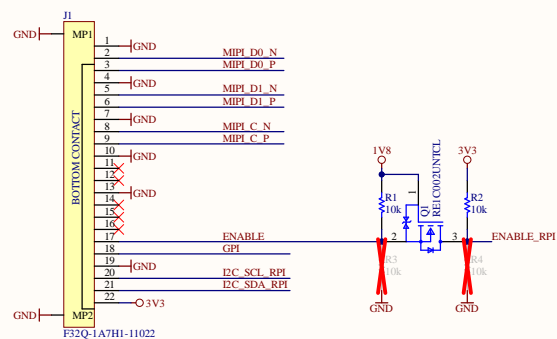 J1
GND
MP1
1
GND
2
MIPI_D0_N
3
MIPI_D0_P
4
GND
5
MIPI_D1_N
6
MIPI_D1_P
7
GND
8
MIPI_C_N
9
MIPI_C_P
10
GND
11
12
13
GND
14
15
16
17
ENABLE
18
GPI
19
GND
20
I2C_SCL_RPI
21
I2C_SDA_RPI
22
3V3
BOTTOM CONTACT
GND
MP2
F32Q-1A7H1-11022
1V8
R1
10k
1
Q1
RE1C002UNTCL
2
3
3V3
R2
10k
ENABLE_RPI
R3
10k
GND
R4
10k
GND